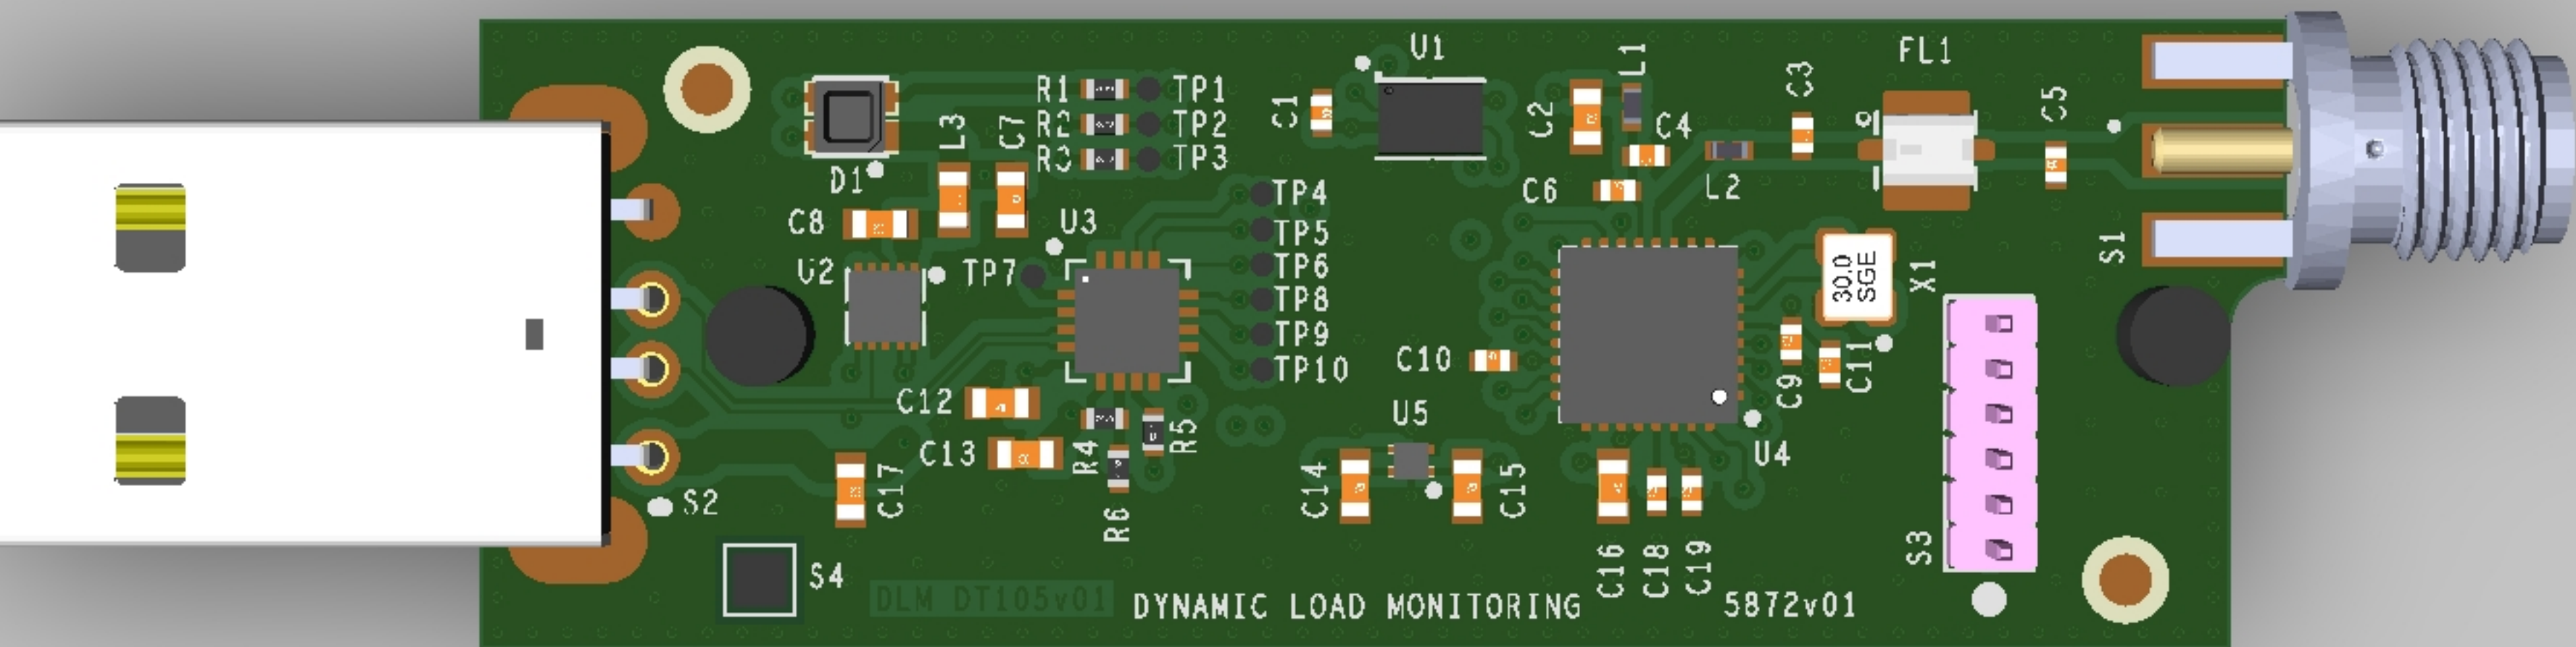 U1
L1
FL1
R1
TP1
C3
C5
C1
C2
R2
TP2
L3
C7
C4
R3
TP3
D1
C6
L2
TP4
C8
U3
TP5
S1
U2
TP7
TP6
30.0
SGE
X1
TP8
TP9
C10
TP10
C9
C11
C12
U5
C13
R4
R5
U4
C17
C14
C15
S2
R6
S3
S4
C16
C18
C19
DLM DT105v01
DYNAMIC LOAD MONITORING
5872v01